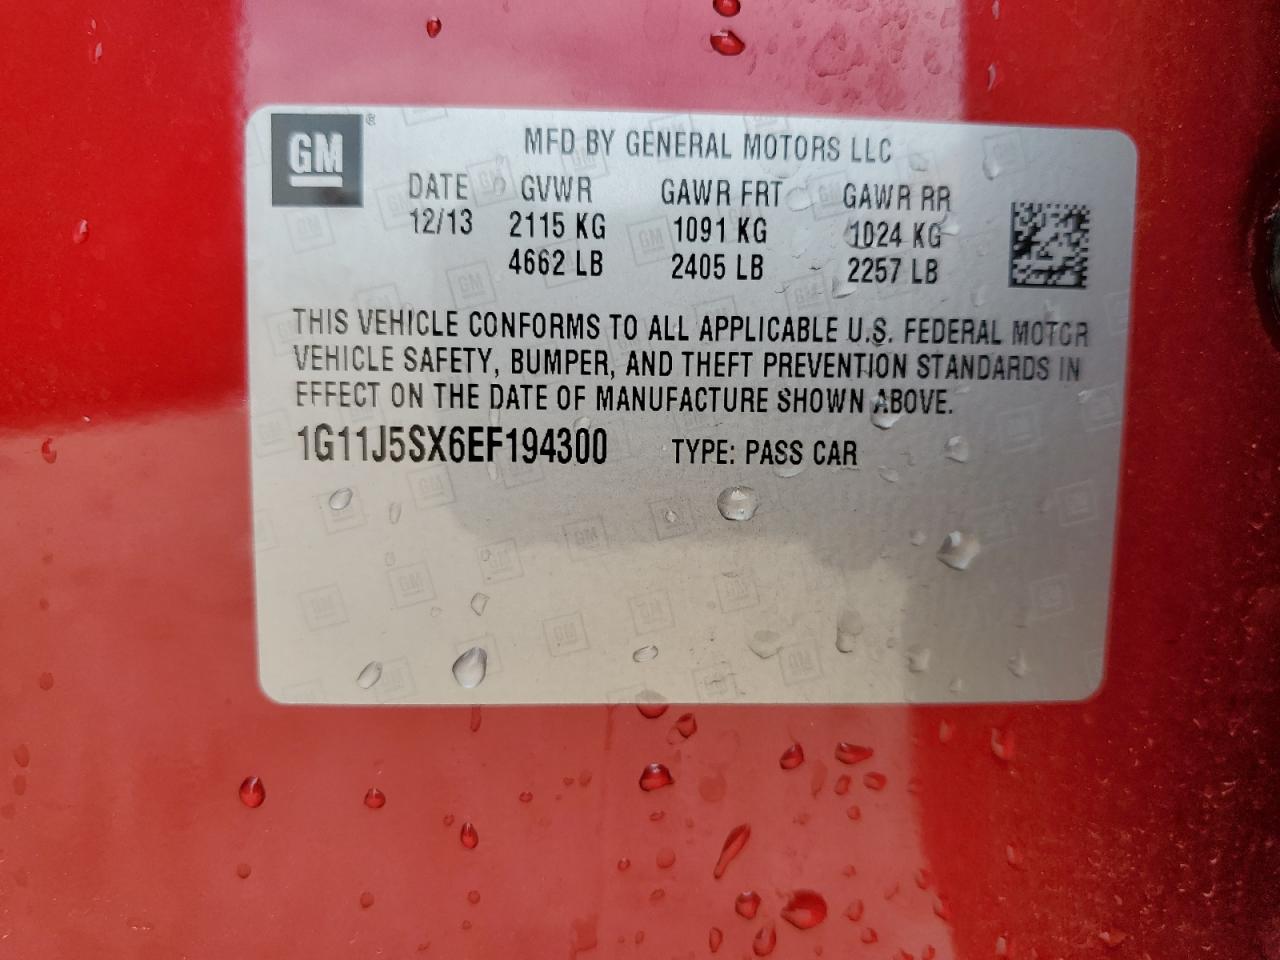 GM®
MFD BY GENERAL MOTORS LLC
DATE GVWR GAWR FRT GAWR RR
12/13 2115 KG 1091 KG 1024 KG
4662 LB 2405 LB 2257 LB
THIS VEHICLE CONFORMS TO ALL APPLICABLE U.S. FEDERAL MOTOR
VEHICLE SAFETY, BUMPER, AND THEFT PREVENTION STANDARDS IN
EFFECT ON THE DATE OF MANUFACTURE SHOWN ABOVE.
1G11J5SX6EF194300 TYPE: PASS CAR